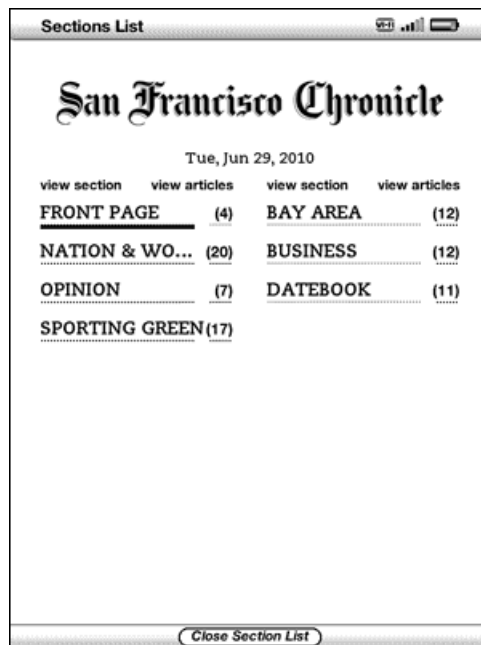 Sections List
Wi-Fi
San Francisco Chronicle
Tue, Jun 29, 2010
view section view articles view section view articles
FRONT PAGE (4) BAY AREA (12)
NATION & WO... (20) BUSINESS (12)
OPINION (7) DATEBOOK (11)
SPORTING GREEN (17)
Close Section List